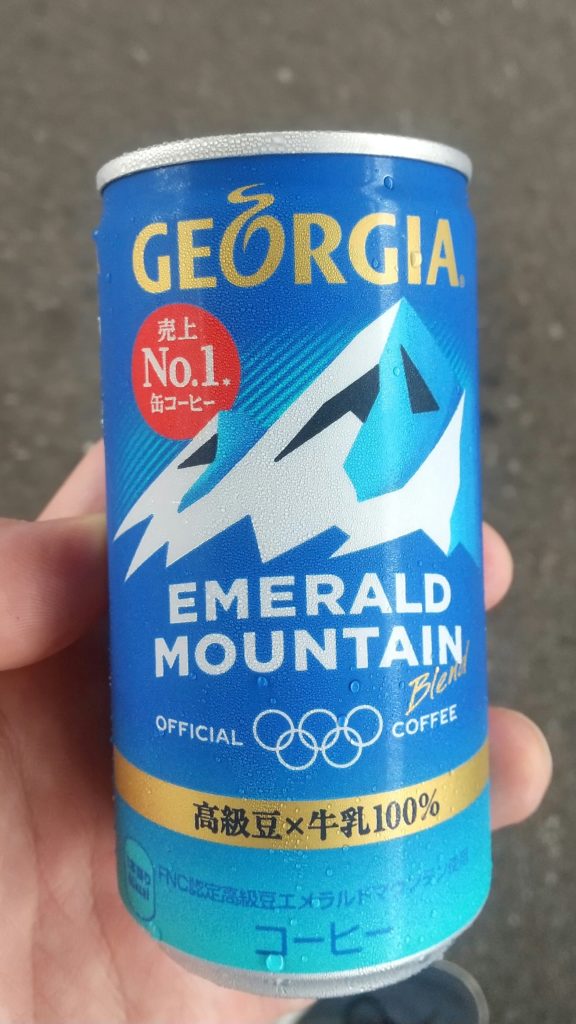 GEORGIA
売上
No.1*
缶コーヒー
EMERALD
MOUNTAIN
Blend
OFFICIAL COFFEE
高級豆×牛乳100%
FNC認定高級豆エメラルドマウンテン使用
コーヒー